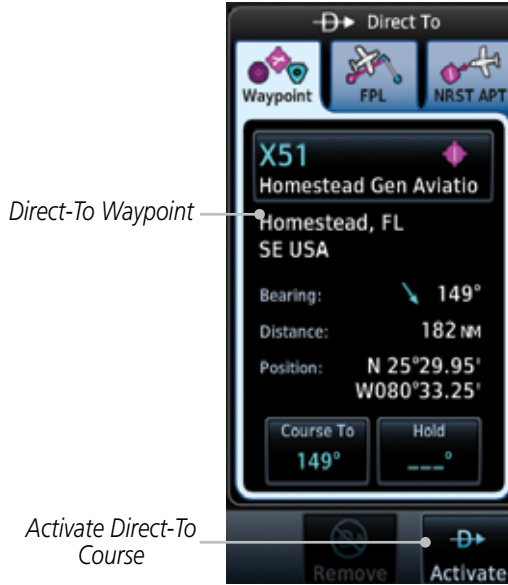 Direct To
Waypoint
FPL
NRST APT
X51
Homestead Gen Aviatio
Direct-To Waypoint
Homestead, FL
SE USA
Bearing: 149°
Distance: 182 NM
Position: N 25°29.95'
W080°33.25'
Course To
149°
Hold
___°
Activate Direct-To
Course
Remove
Activate